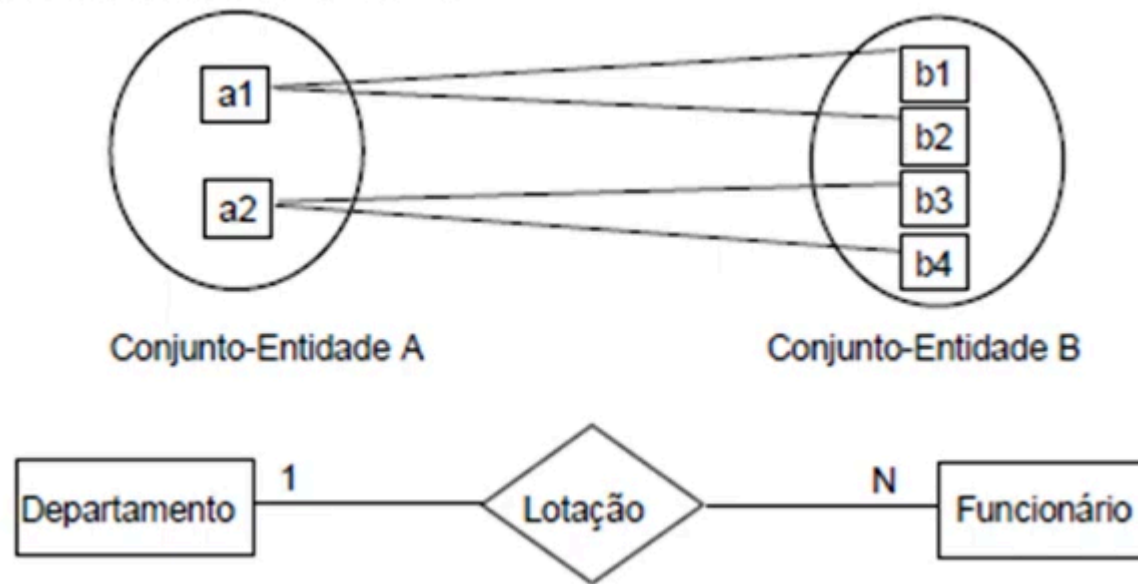 a1
b1
b2
a2
b3
b4
Conjunto-Entidade A
Conjunto-Entidade B
1
N
Departamento
Lotação
Funcionário